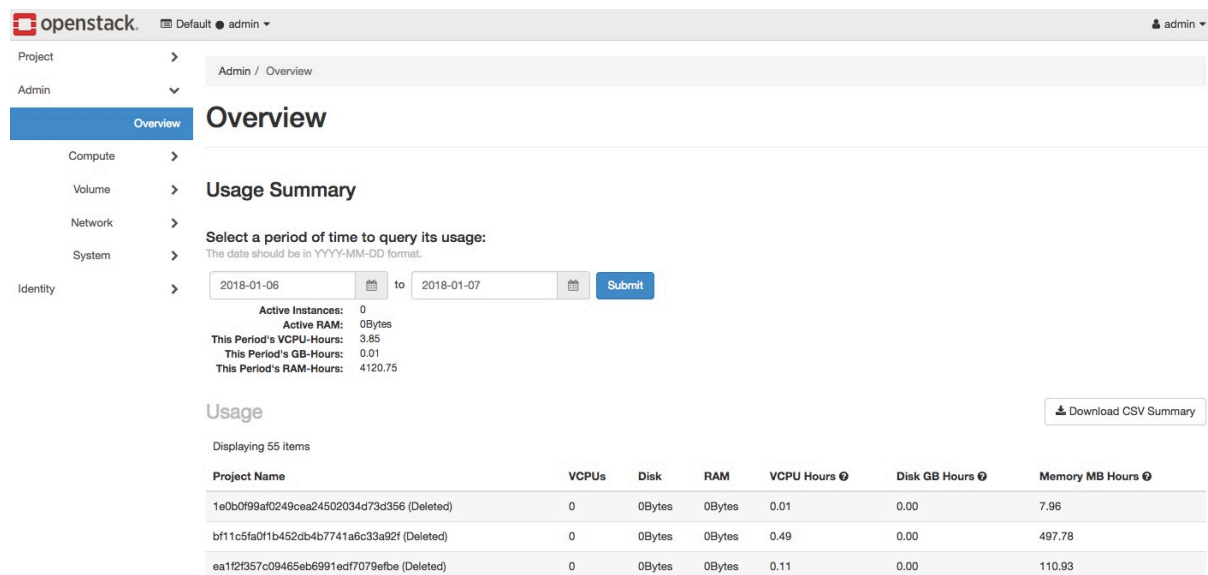 openstack. Default ● admin admin
Project
Admin
Overview
Compute
Volume
Network
System
Identity
Admin / Overview
Overview
Usage Summary
Select a period of time to query its usage:
The date should be in YYYY-MM-DD format.
2018-01-06 to 2018-01-07 Submit
Active Instances: 0
Active RAM: 0Bytes
This Period's VCPU-Hours: 3.85
This Period's GB-Hours: 0.01
This Period's RAM-Hours: 4120.75
Usage
Download CSV Summary
Displaying 55 items
Project Name VCPUs Disk RAM VCPU Hours Disk GB Hours Memory MB Hours
1e0b0f99af0249cea24502034d73d356 (Deleted) 0 0Bytes 0Bytes 0.01 0.00 7.96
bf11c5fa0f1b452db4b7741a6c33a92f (Deleted) 0 0Bytes 0Bytes 0.49 0.00 497.78
ea1f2f357c09465eb6991edf7079efbe (Deleted) 0 0Bytes 0Bytes 0.11 0.00 110.93